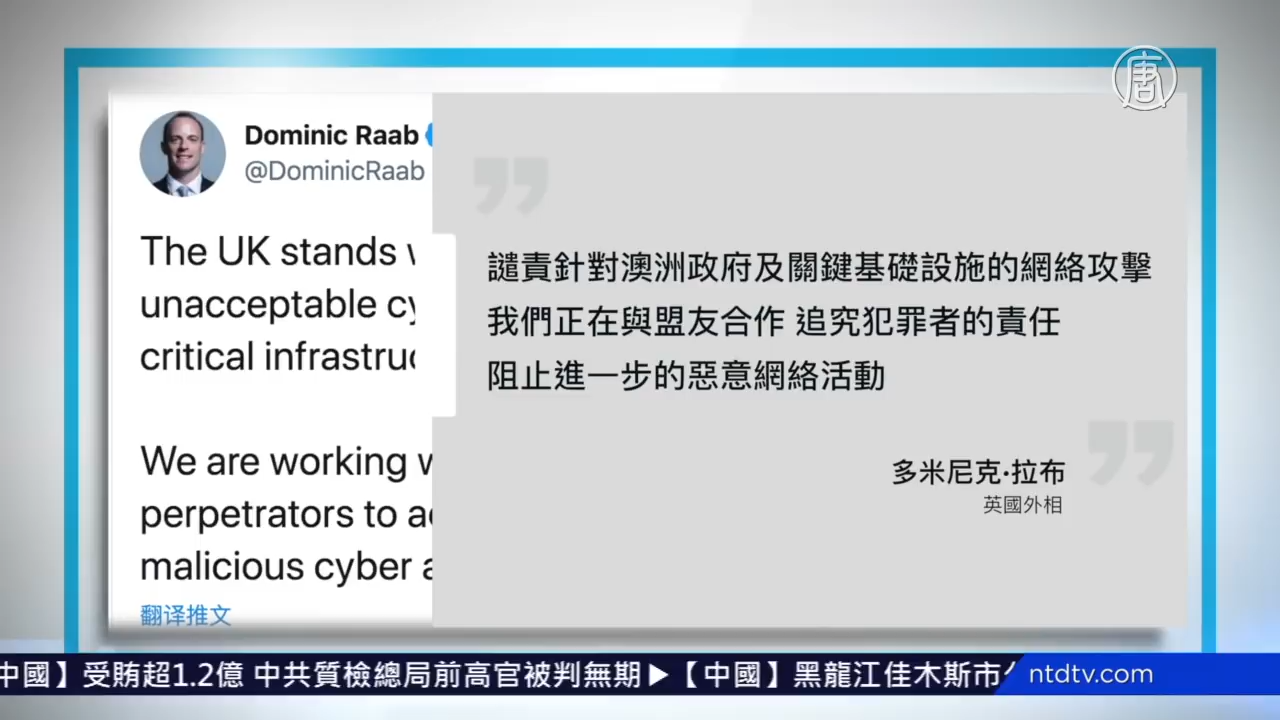 唐
Dominic Raab
@DominicRaab
The UK stands
unacceptable
critical
We are working
perpetrators to
malicious cyber
翻译推文
譴責針對澳洲政府及關鍵基礎設施的網絡攻擊
我們正在與盟友合作 追究犯罪者的責任
阻止進一步的惡意網絡活動
多米尼克·拉布
英國外相
中國】受賄超1.2億 中共質檢總局前高官被判無期▶【中國】黑龍江佳木斯市
ntdtv.com